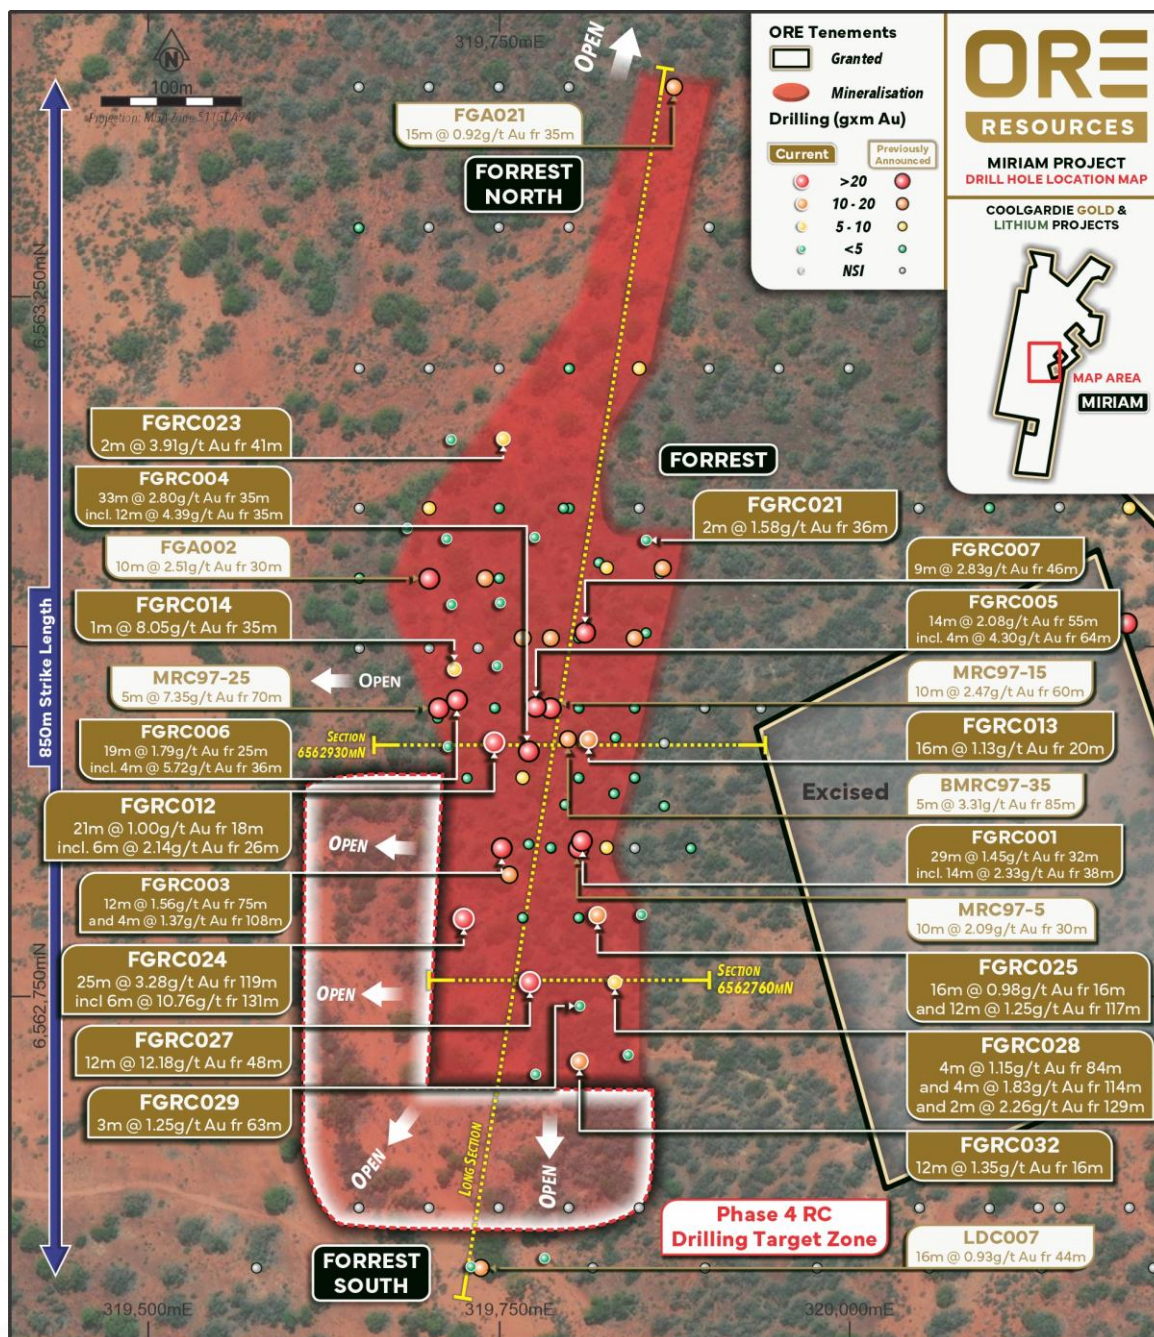 319,750mE
OPEN
N
100m
Projection: MGA Zone 51 (GDA94)
FGA021
15m @ 0.92g/t Au fr 35m
FORREST
NORTH
ORE Tenements
Granted
Mineralisation
Drilling (gxm Au)
Current
Previously
Announced
>20
10 - 20
5 - 10
<5
NSI
ORE
RESOURCES
MIRIAM PROJECT
DRILL HOLE LOCATION MAP
COOLGARDIE GOLD &
LITHIUM PROJECTS
MAP AREA
MIRIAM
6,563,250mN
850m Strike Length
FGRC023
2m @ 3.91g/t Au fr 41m
FGRC004
33m @ 2.80g/t Au fr 35m
incl. 12m @ 4.39g/t Au fr 35m
FGA002
10m @ 2.51g/t Au fr 30m
FGRC014
1m @ 8.05g/t Au fr 35m
MRC97-25
5m @ 7.35g/t Au fr 70m
OPEN
FGRC006
19m @ 1.79g/t Au fr 25m
incl. 4m @ 5.72g/t Au fr 36m
SECTION
6562930MN
FGRC012
21m @ 1.00g/t Au fr 18m
incl. 6m @ 2.14g/t Au fr 26m
OPEN
FGRC003
12m @ 1.56g/t Au fr 75m
and 4m @ 1.37g/t Au fr 108m
FGRC024
25m @ 3.28g/t Au fr 119m
incl 6m @ 10.76g/t fr 131m
OPEN
FGRC027
12m @ 12.18g/t Au fr 48m
FGRC029
3m @ 1.25g/t Au fr 63m
FORREST
FGRC021
2m @ 1.58g/t Au fr 36m
FGRC007
9m @ 2.83g/t Au fr 46m
FGRC005
14m @ 2.08g/t Au fr 55m
incl. 4m @ 4.30g/t Au fr 64m
MRC97-15
10m @ 2.47g/t Au fr 60m
FGRC013
16m @ 1.13g/t Au fr 20m
Excised
BMRC97-35
5m @ 3.31g/t Au fr 85m
FGRC001
29m @ 1.45g/t Au fr 32m
incl. 14m @ 2.33g/t Au fr 38m
MRC97-5
10m @ 2.09g/t Au fr 30m
SECTION
6562760MN
FGRC025
16m @ 0.98g/t Au fr 16m
and 12m @ 1.25g/t Au fr 117m
FGRC028
4m @ 1.15g/t Au fr 84m
and 4m @ 1.83g/t Au fr 114m
and 2m @ 2.26g/t Au fr 129m
FGRC032
12m @ 1.35g/t Au fr 16m
6,562,750mN
OPEN
LONG SECTION
OPEN
Phase 4 RC
Drilling Target Zone
LDC007
16m @ 0.93g/t Au fr 44m
FORREST
SOUTH
319,500mE
319,750mE
320,000mE